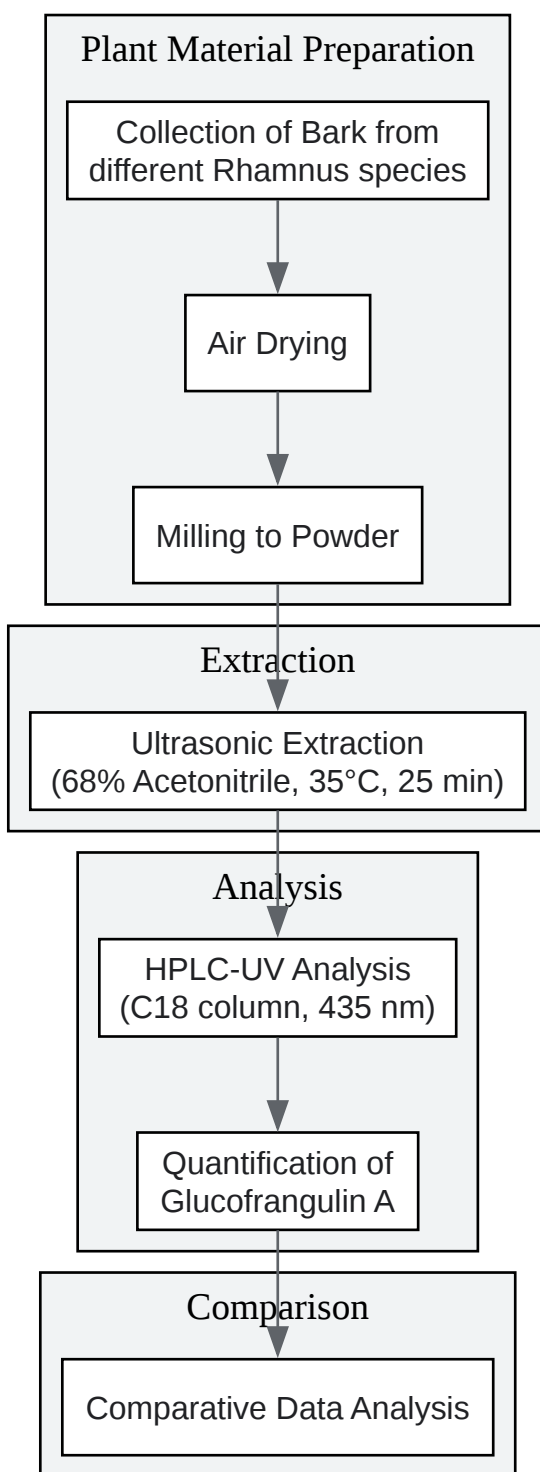 Plant Material Preparation
Collection of Bark from
different Rhamnus species
Air Drying
Milling to Powder
Extraction
Ultrasonic Extraction
(68% Acetonitrile, 35°C, 25 min)
Analysis
HPLC-UV Analysis
(C18 column, 435 nm)
Quantification of
Glucofrangulin A
Comparison
Comparative Data Analysis